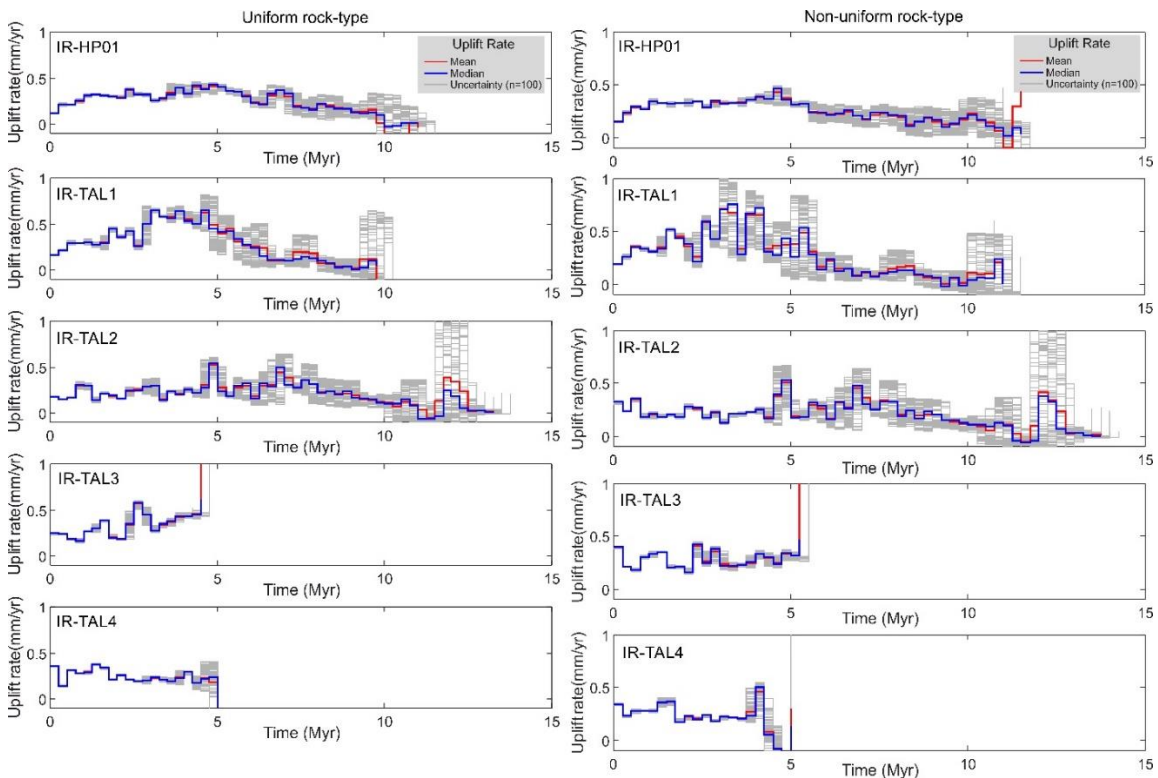 Uniform rock-type
IR-HP01
Uplift Rate
Mean
Median
Uncertainty (n=100)
Uplift rate(mm/yr)
1
0.5
0
0
5
10
15
Time (Myr)
IR-TAL1
Uplift rate(mm/yr)
1
0.5
0
0
5
10
15
Time (Myr)
IR-TAL2
Uplift rate(mm/yr)
1
0.5
0
0
5
10
15
Time (Myr)
IR-TAL3
Uplift rate(mm/yr)
1
0.5
0
0
5
10
15
Time (Myr)
IR-TAL4
Uplift rate(mm/yr)
1
0.5
0
0
5
10
15
Time (Myr)
Non-uniform rock-type
IR-HP01
Uplift Rate
Mean
Median
Uncertainty (n=100)
Uplift rate(mm/yr)
1
0.5
0
0
5
10
15
Time (Myr)
IR-TAL1
Uplift rate(mm/yr)
1
0.5
0
0
5
10
15
Time (Myr)
IR-TAL2
Uplift rate(mm/yr)
1
0.5
0
0
5
10
15
Time (Myr)
IR-TAL3
Uplift rate(mm/yr)
1
0.5
0
0
5
10
15
Time (Myr)
IR-TAL4
Uplift rate(mm/yr)
1
0.5
0
0
5
10
15
Time (Myr)